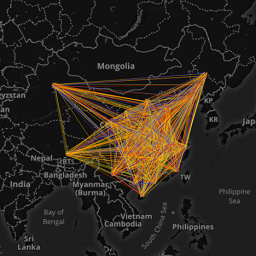 Mongolia
gyzstan
KP
KR
Jap
Nepal
BT
Bangladesh
TW
India
Myanmar
(Burma)
Philippine
Sea
Bay of
Bengal
Vietnam
Cambodia
South China Sea
Philippines
Sri
Lanka